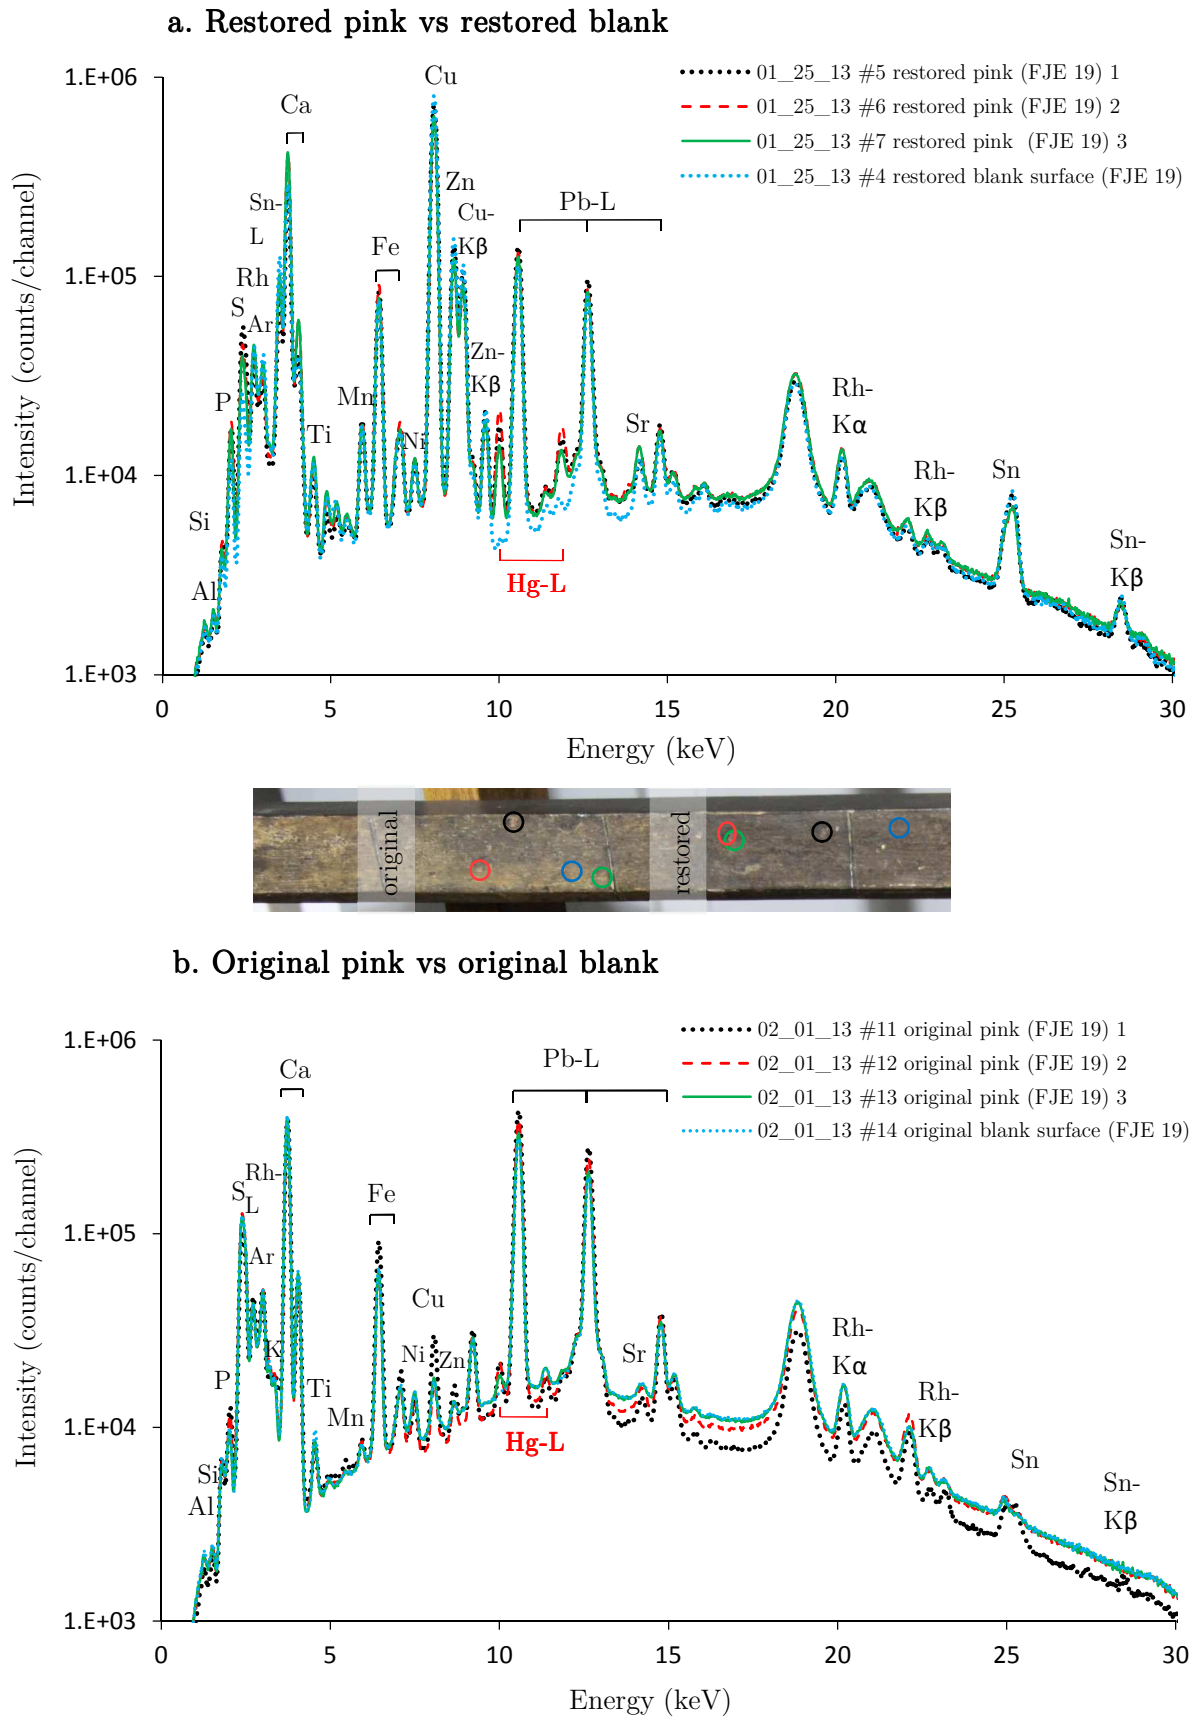 a. Restored pink vs restored blank
1.E+06
1.E+05
1.E+04
1.E+03
Intensity (counts/channel)
01_25_13 #5 restored pink (FJE 19) 1
01_25_13 #6 restored pink (FJE 19) 2
01_25_13 #7 restored pink (FJE 19) 3
01_25_13 #4 restored blank surface (FJE 19)
Cu
Ca
Zn
Sn-
L
Cu-
Kβ
Pb-L
Fe
Rh
S
Ar
Zn-
Kβ
P
Mn
Ti
Ni
Sr
Rh-
Kα
Rh-
Kβ
Sn
Si
Sn-
Kβ
Al
Hg-L
0 5 10 15 20 25 30
Energy (keV)
original
restored
b. Original pink vs original blank
1.E+06
1.E+05
1.E+04
1.E+03
Intensity (counts/channel)
02_01_13 #11 original pink (FJE 19) 1
02_01_13 #12 original pink (FJE 19) 2
02_01_13 #13 original pink (FJE 19) 3
02_01_13 #14 original blank surface (FJE 19)
Ca
Pb-L
Rh-
L
S
Fe
Ar
Cu
K
Ni
Zn
Sr
Rh-
Kα
P
Ti
Mn
Rh-
Kβ
Hg-L
Sn
Si
Al
Sn-
Kβ
0 5 10 15 20 25 30
Energy (keV)